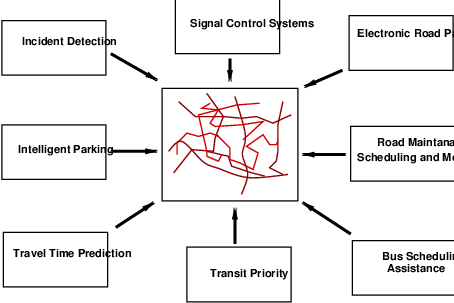 Signal Control Systems
Incident Detection
Electronic Road
Intelligent Parking
Road
Scheduling and
Travel Time Prediction
Transit Priority
Bus
Assistance